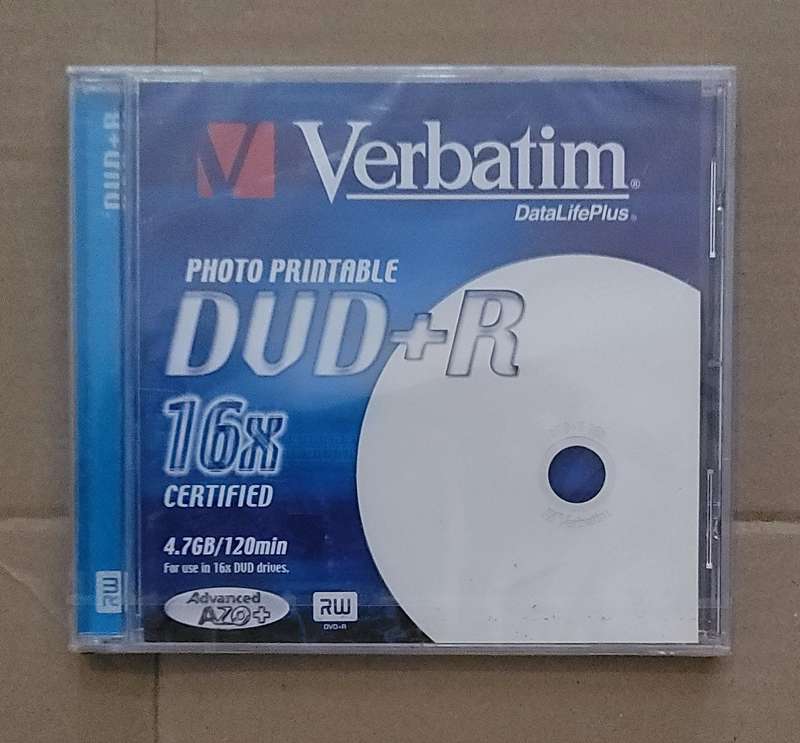 DVD+R
Verbatim®
DataLifePlus®
PHOTO PRINTABLE
DVD+R
16x
CERTIFIED
4.7GB/120min
For use in 16x DVD drives.
Advanced
AZO+
RW
DVD+R
RW
Verbatim